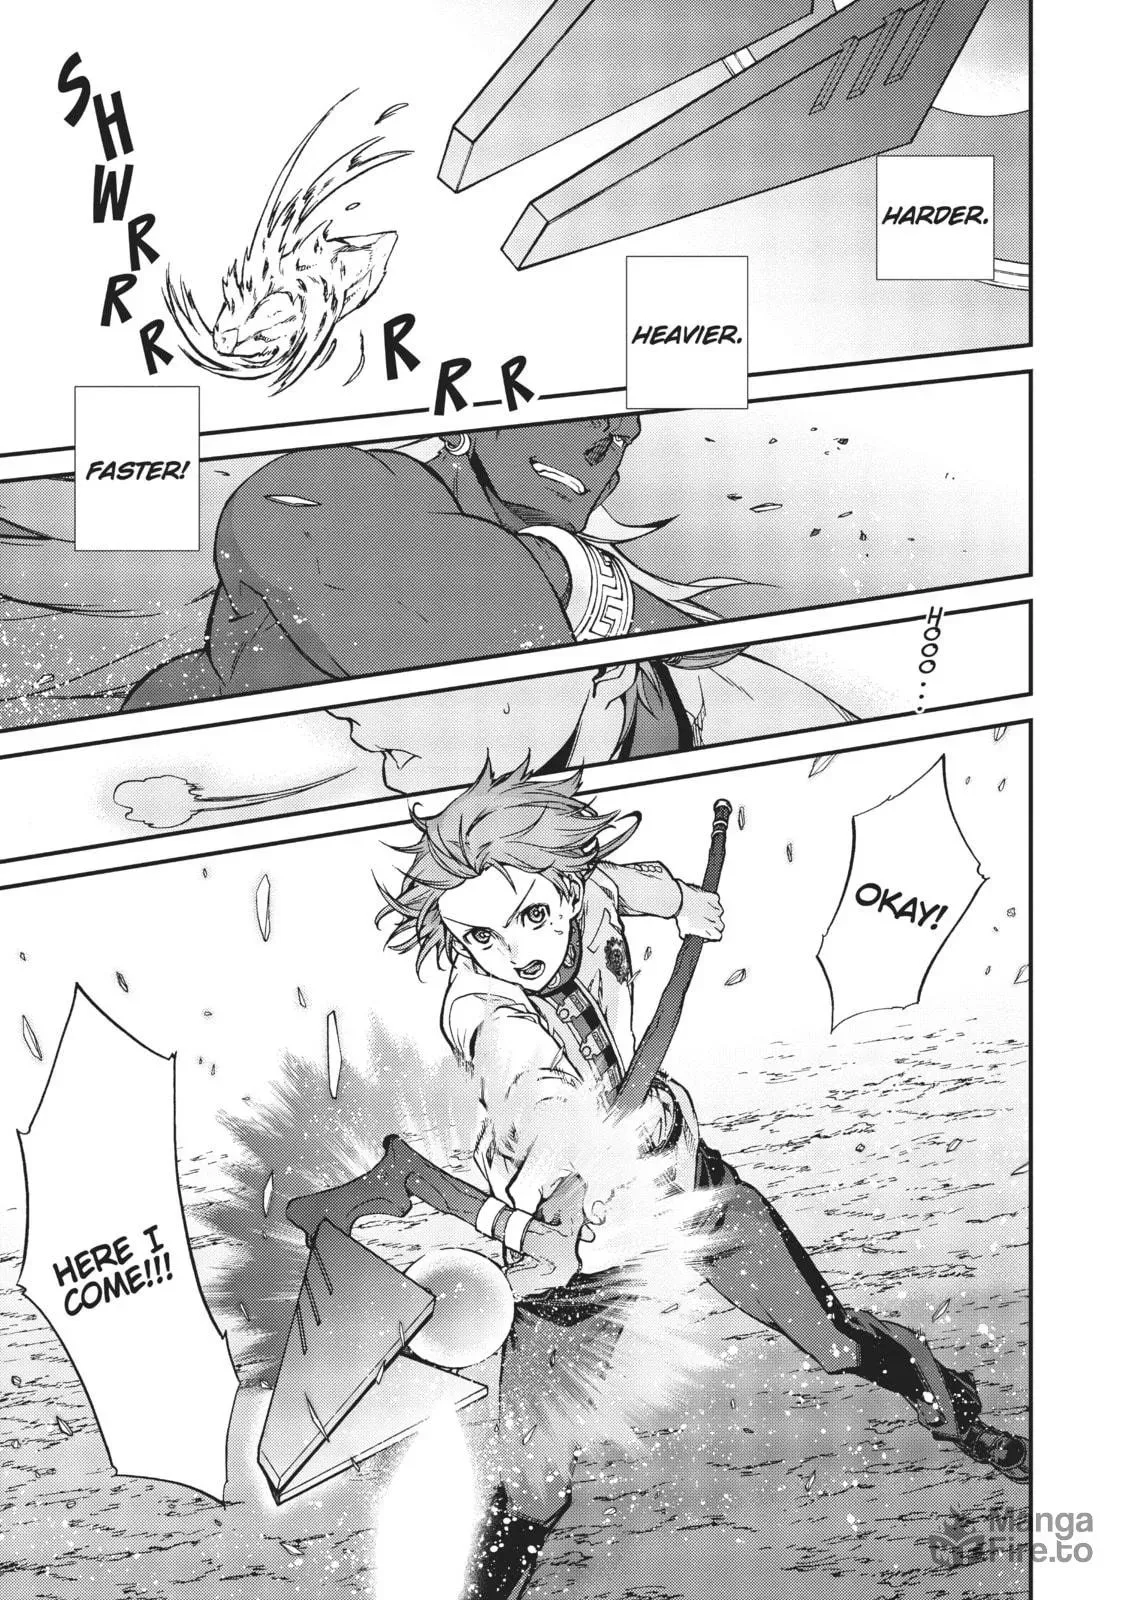 HARDER.
HEAVIER.
SHWRRR
RRR
FASTER!
HOOO...
OKAY!
HERE I
COME!!!
Manga
Fire.to